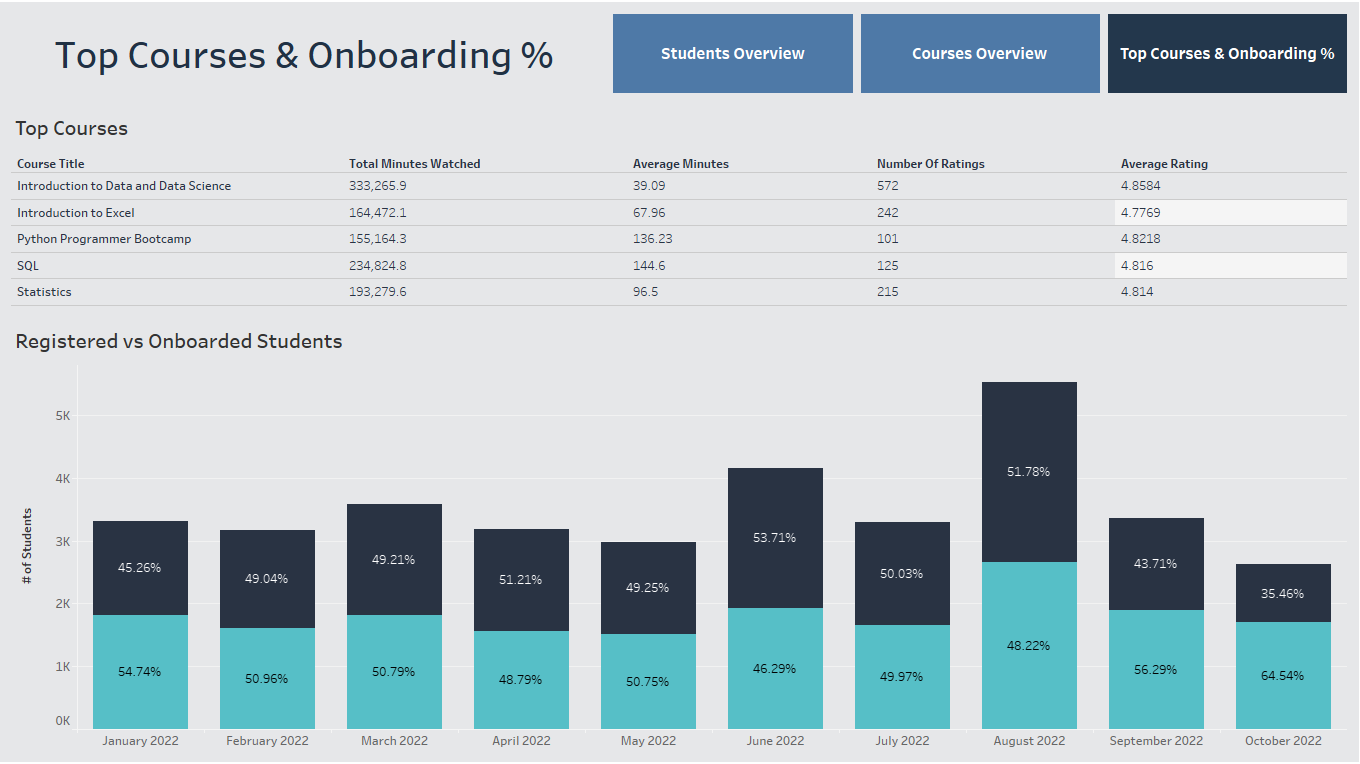 Top Courses & Onboarding %
Students Overview
Courses Overview
Top Courses & Onboarding %
Top Courses
Course Title Total Minutes Watched Average Minutes Number Of Ratings Average Rating
Introduction to Data and Data Science 333,265.9 39.09 572 4.8584
Introduction to Excel 164,472.1 67.96 242 4.7769
Python Programmer Bootcamp 155,164.3 136.23 101 4.8218
SQL 234,824.8 144.6 125 4.816
Statistics 193,279.6 96.5 215 4.814
Registered vs Onboarded Students
# of Students
5K
4K
3K
2K
1K
0K
45.26% 49.04% 49.21% 51.21% 49.25% 53.71% 50.03% 51.78% 43.71% 35.46%
54.74% 50.96% 50.79% 48.79% 50.75% 46.29% 49.97% 48.22% 56.29% 64.54%
January 2022 February 2022 March 2022 April 2022 May 2022 June 2022 July 2022 August 2022 September 2022 October 2022